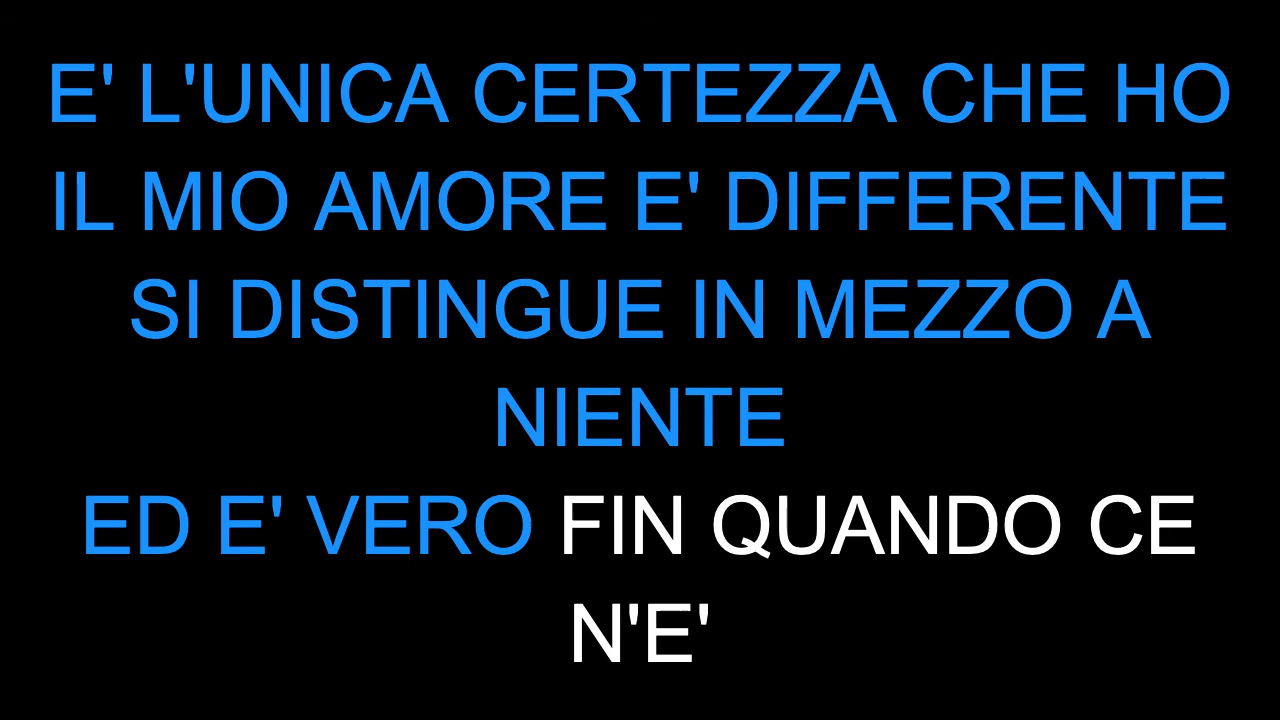 E' L'UNICA CERTEZZA CHE HO
IL MIO AMORE E' DIFFERENTE
SI DISTINGUE IN MEZZO A
NIENTE
ED E' VERO FIN QUANDO CE
N'E'